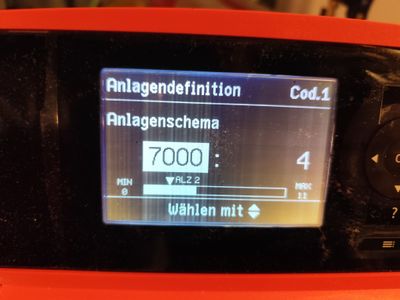 Anlagendefinition Cod.1
Anlagenschema
7000: 4
ALZ 2
MIN MAX
0 11
Wählen mit
?